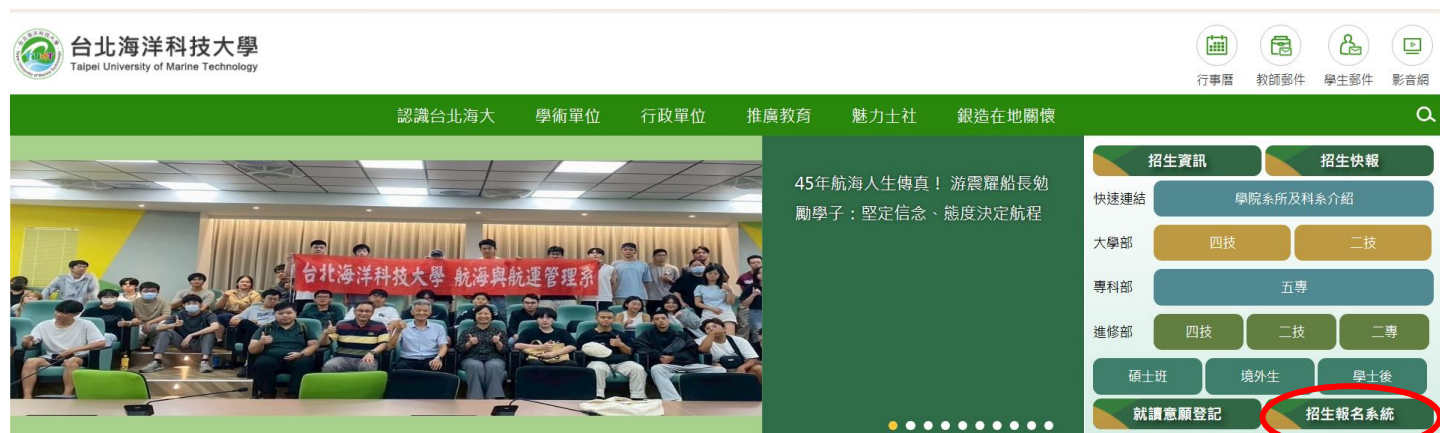 台北海洋科技大學
Taipei University of Marine Technology
行事曆 教師郵件 學生郵件 影音網
認識台北海大 學術單位 行政單位 推廣教育 魅力士社 銀造在地關懷
45年航海人生傳真！游震耀船長勉
勵學子：堅定信念、態度決定航程
台北海洋科技大學 航海與航運管理系
招生資訊 招生快報
快速連結 學院系所及科系介紹
大學部 四技 二技
專科部 五專
進修部 四技 二技 二專
碩士班 境外生 學士後
就讀意願登記 招生報名系統